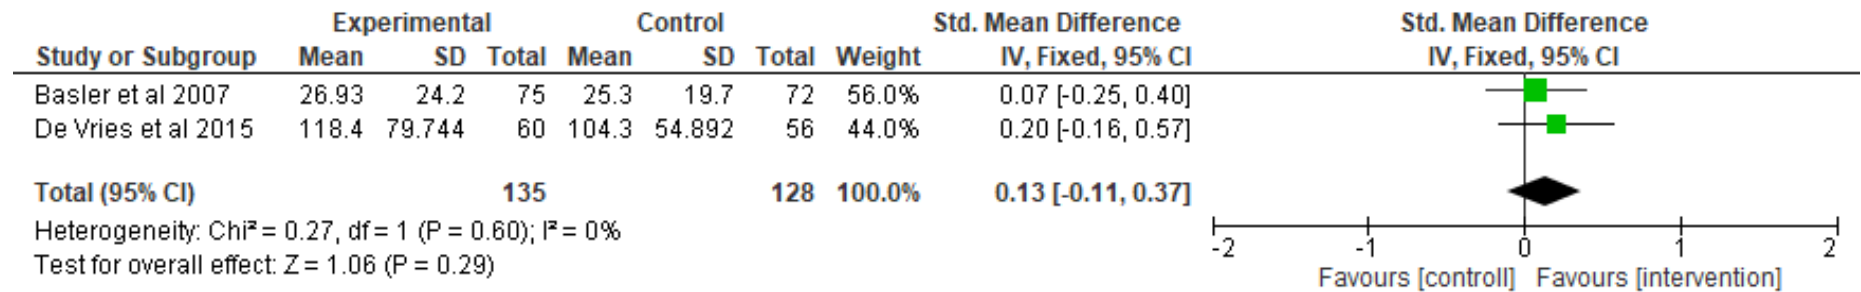 Experimental Control Std. Mean Difference Std. Mean Difference
Study or Subgroup Mean SD Total Mean SD Total Weight IV, Fixed, 95% CI IV, Fixed, 95% CI
Basler et al 2007 26.93 24.2 75 25.3 19.7 72 56.0% 0.07 [-0.25, 0.40]
De Vries et al 2015 118.4 79.744 60 104.3 54.892 56 44.0% 0.20 [-0.16, 0.57]
Total (95% CI) 135 128 100.0% 0.13 [-0.11, 0.37]
Heterogeneity: Chi² = 0.27, df = 1 (P = 0.60); I² = 0%
Test for overall effect: Z = 1.06 (P = 0.29)
-2 -1 0 1 2
Favours [controll] Favours [intervention]